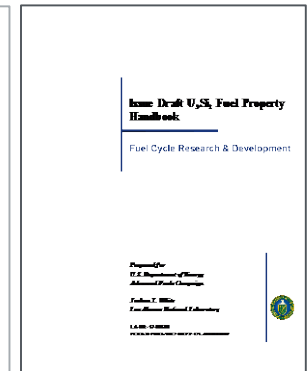 Issue Draft U₃Si₂ Fuel Property
Handbook
Fuel Cycle Research & Development
Prepared for
U.S. Department of Energy
Advanced Fuels Campaign
Joshua T. White
Los Alamos National Laboratory